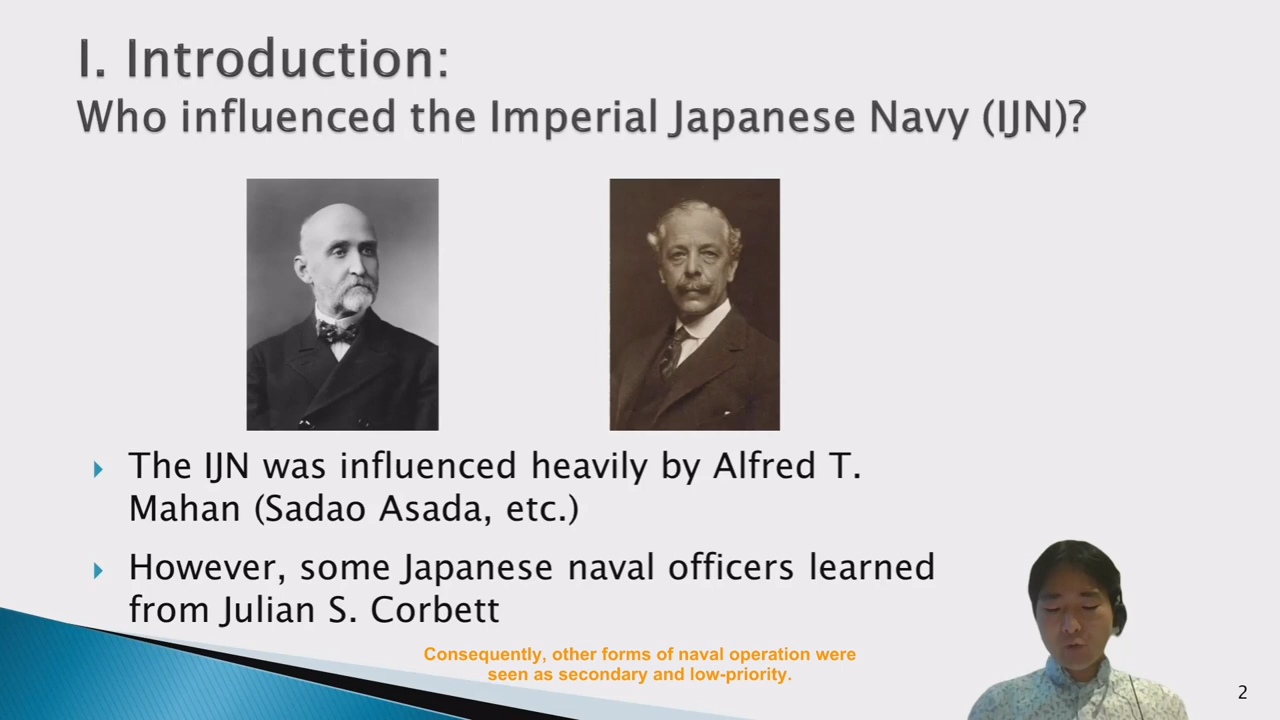 I. Introduction:
Who influenced the Imperial Japanese Navy (IJN)?
The IJN was influenced heavily by Alfred T.
Mahan (Sadao Asada, etc.)
However, some Japanese naval officers learned
from Julian S. Corbett
Consequently, other forms of naval operation were
seen as secondary and low-priority.
2